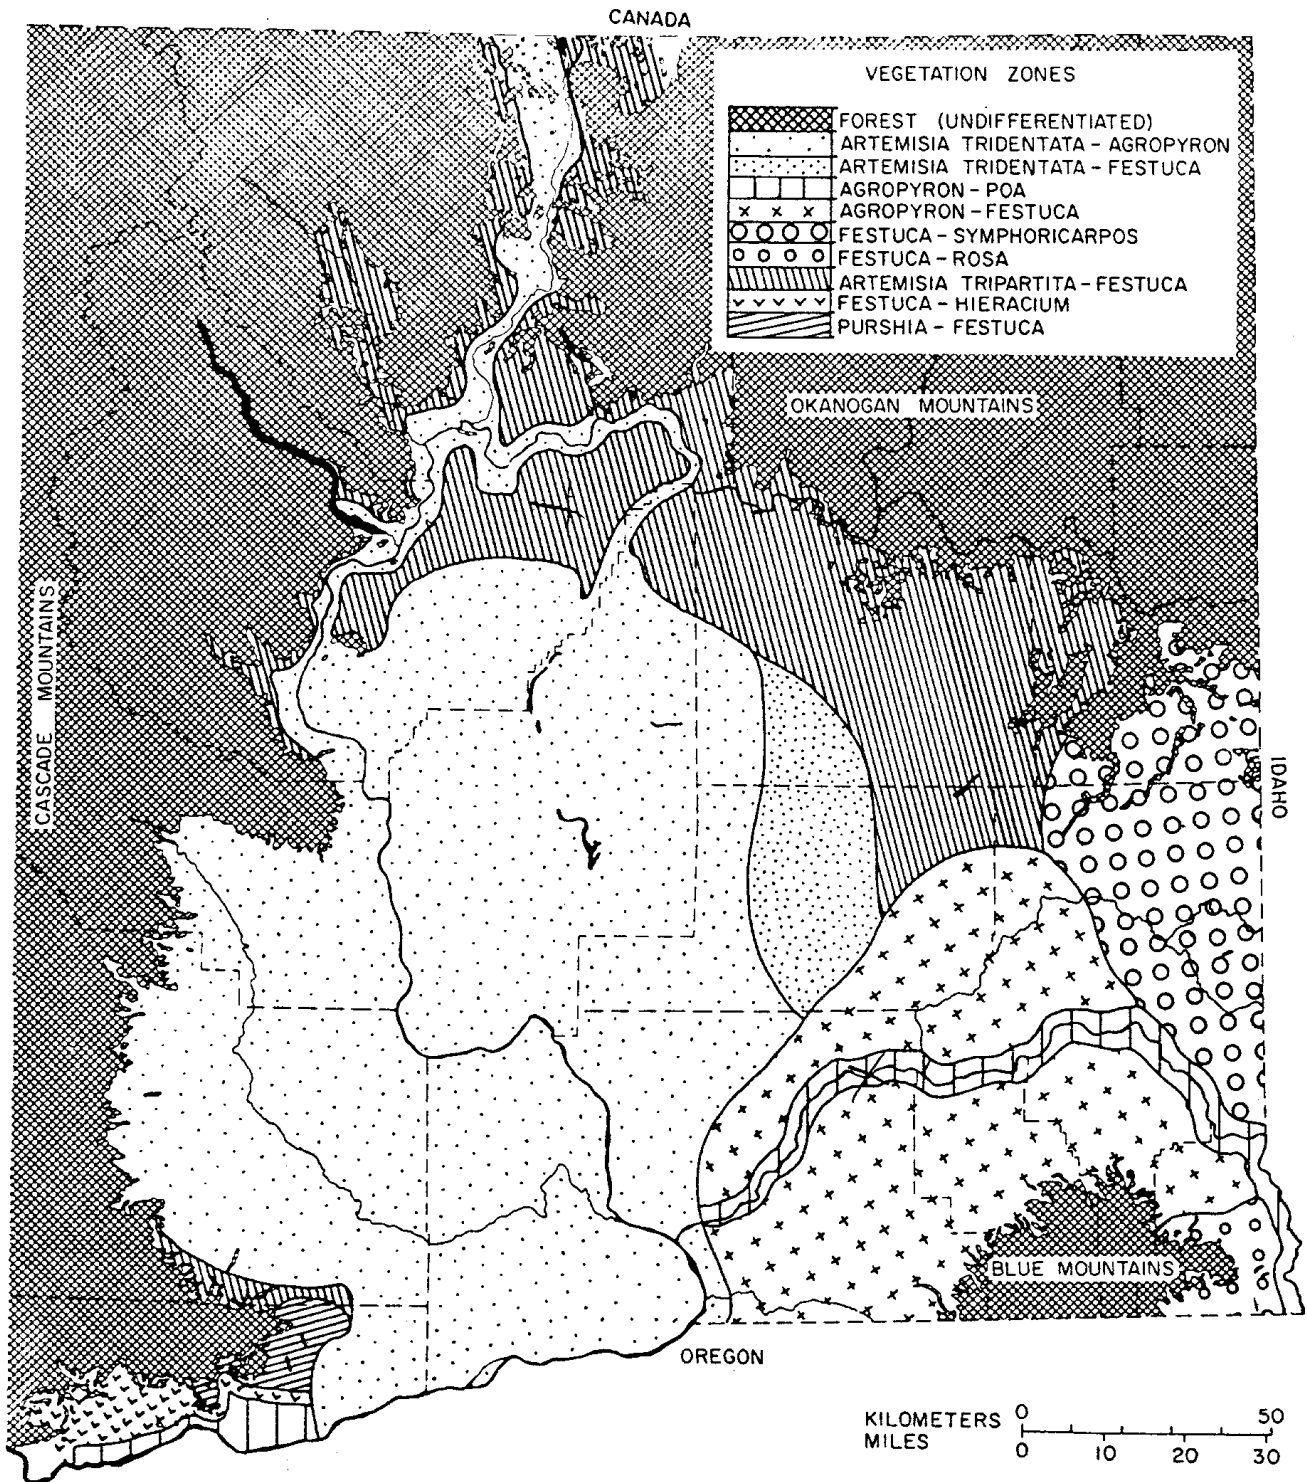 CANADA
VEGETATION ZONES
FOREST (UNDIFFERENTIATED)
ARTEMISIA TRIDENTATA - AGROPYRON
ARTEMISIA TRIDENTATA - FESTUCA
AGROPYRON - POA
AGROPYRON - FESTUCA
FESTUCA - SYMPHORICARPOS
FESTUCA - ROSA
ARTEMISIA TRIPARTITA - FESTUCA
FESTUCA - HIERACIUM
PURSHIA - FESTUCA
OKANOGAN MOUNTAINS
CASCADE MOUNTAINS
IDAHO
BLUE MOUNTAINS
OREGON
KILOMETERS 0 50
MILES 0 10 20 30